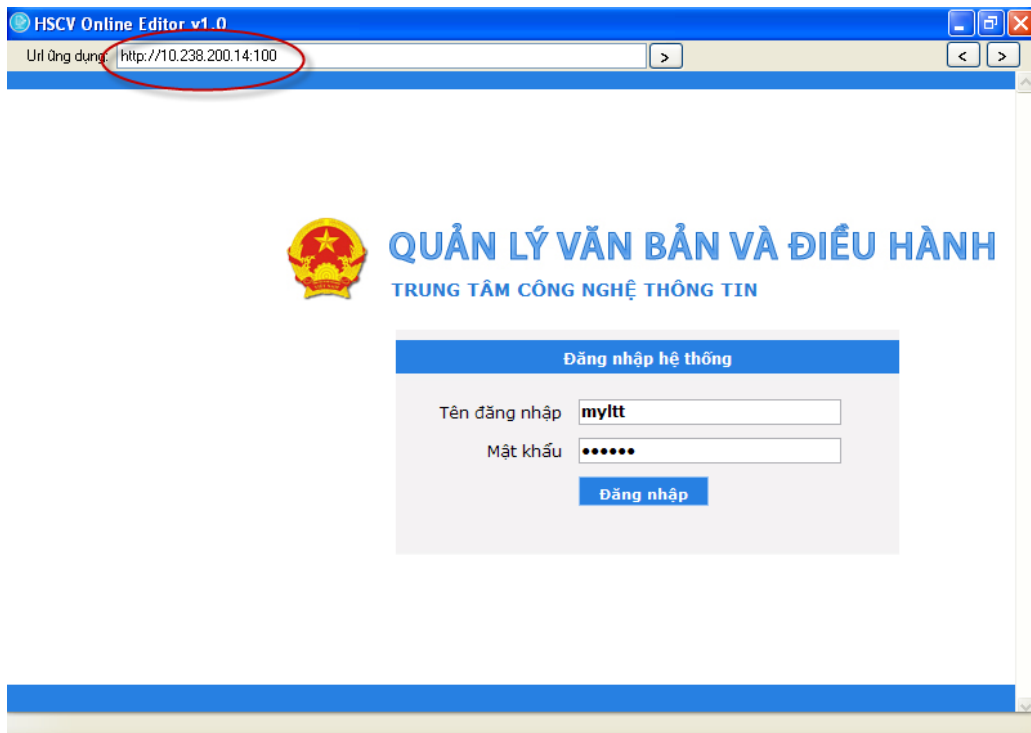 HSCV Online Editor v1.0
Url ứng dụng: http://10.238.200.14:100 >
< >
QUẢN LÝ VĂN BẢN VÀ ĐIỀU HÀNH
TRUNG TÂM CÔNG NGHỆ THÔNG TIN
Đăng nhập hệ thống
Tên đăng nhập myltt
Mật khẩu ••••••
Đăng nhập